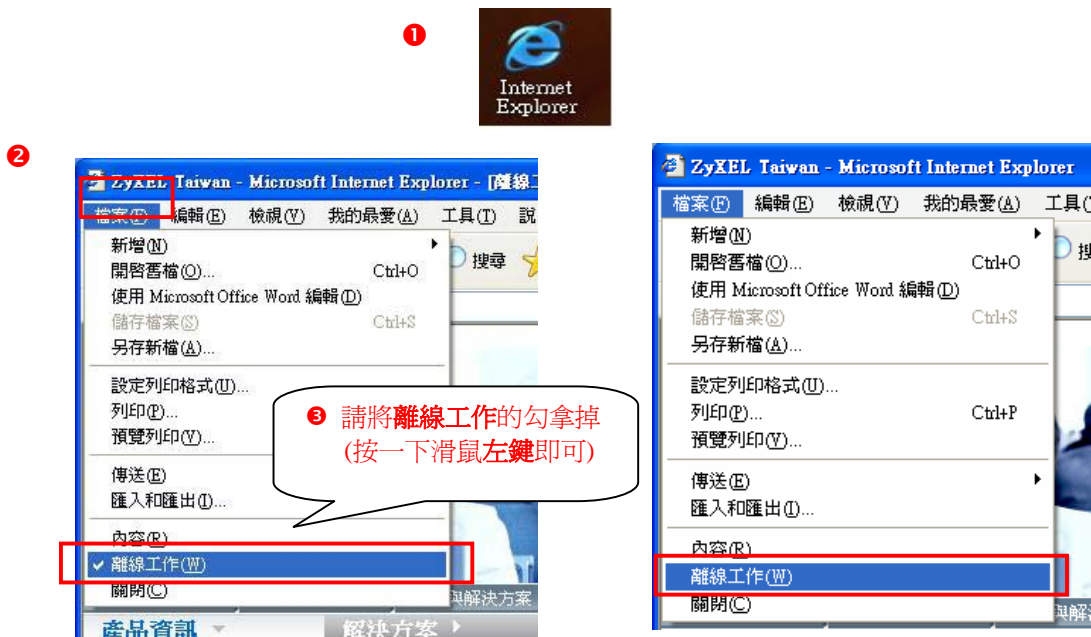 ❶
Internet
Explorer
❷
ZyXEL Taiwan - Microsoft Internet Explorer - [離線
檔案(F) 編輯(E) 檢視(V) 我的最愛(A) 工具(T) 說
新增(N)
開啓舊檔(O)... Ctrl+O
使用 Microsoft Office Word 編輯(D)
儲存檔案(S) Ctrl+S
另存新檔(A)...
設定列印格式(U)...
列印(P)...
預覽列印(V)...
傳送(E)
匯入和匯出(I)...
內容(R)
✓ 離線工作(W)
關閉(C)
搜尋
與解決方案
產品資訊 解決方案
❸ 請將離線工作的勾拿掉
(按一下滑鼠左鍵即可)
ZyXEL Taiwan - Microsoft Internet Explorer
檔案(F) 編輯(E) 檢視(V) 我的最愛(A) 工具(
新增(N)
開啓舊檔(O)... Ctrl+O
使用 Microsoft Office Word 編輯(D)
儲存檔案(S) Ctrl+S
另存新檔(A)...
設定列印格式(U)...
列印(P)... Ctrl+P
預覽列印(V)...
傳送(E)
匯入和匯出(I)...
內容(R)
離線工作(W)
關閉(C)